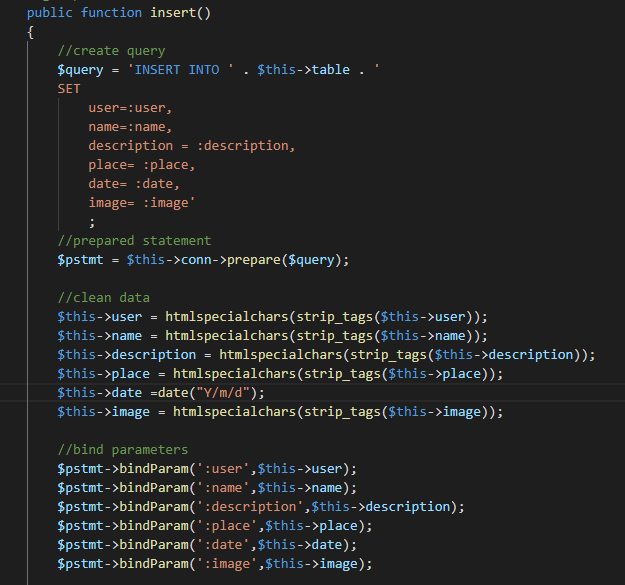 public function insert()
{
//create query
$query = 'INSERT INTO ' . $this->table . '
SET
user=:user,
name=:name,
description = :description,
place= :place,
date= :date,
image= :image'
;
//prepared statement
$pstmt = $this->conn->prepare($query);
//clean data
$this->user = htmlspecialchars(strip_tags($this->user));
$this->name = htmlspecialchars(strip_tags($this->name));
$this->description = htmlspecialchars(strip_tags($this->description));
$this->place = htmlspecialchars(strip_tags($this->place));
$this->date =date("Y/m/d");
$this->image = htmlspecialchars(strip_tags($this->image));
//bind parameters
$pstmt->bindParam(':user',$this->user);
$pstmt->bindParam(':name',$this->name);
$pstmt->bindParam(':description',$this->description);
$pstmt->bindParam(':place',$this->place);
$pstmt->bindParam(':date',$this->date);
$pstmt->bindParam(':image',$this->image);